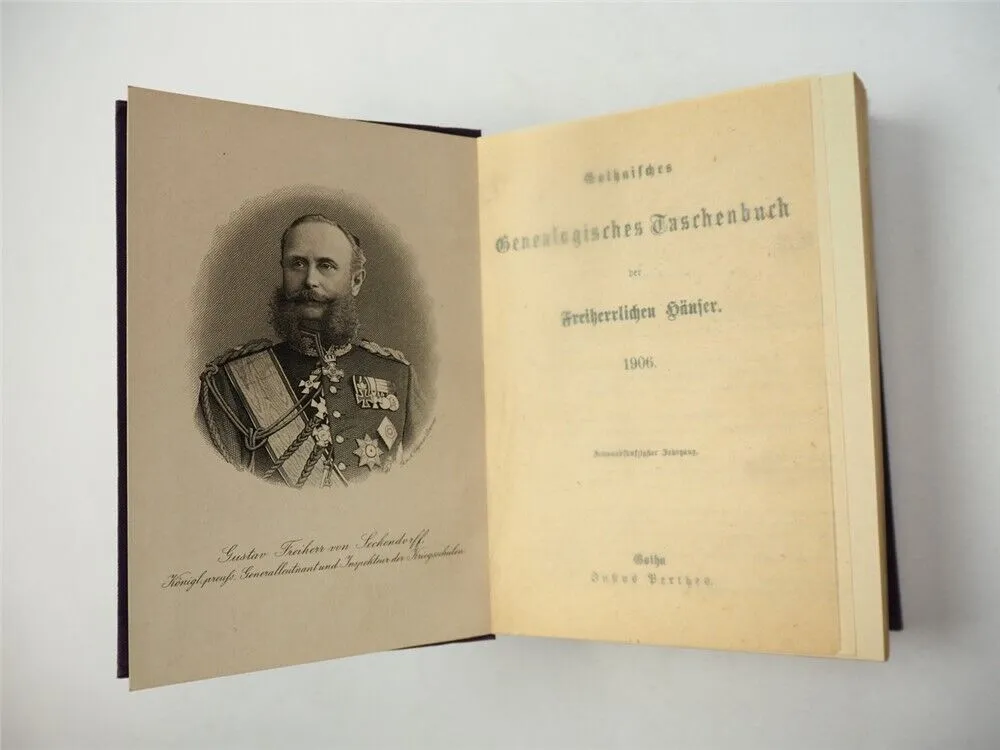 Gustav Freiherr von Seckendorff,
Königl. preuß. Generalleutnant und Inspekteur der Kriegsschulen
Gothaisches
Genealogisches Taschenbuch
der
Freiherrlichen Häuser.
1906.
Jahrgang.
Gotha
Justus Perthes.